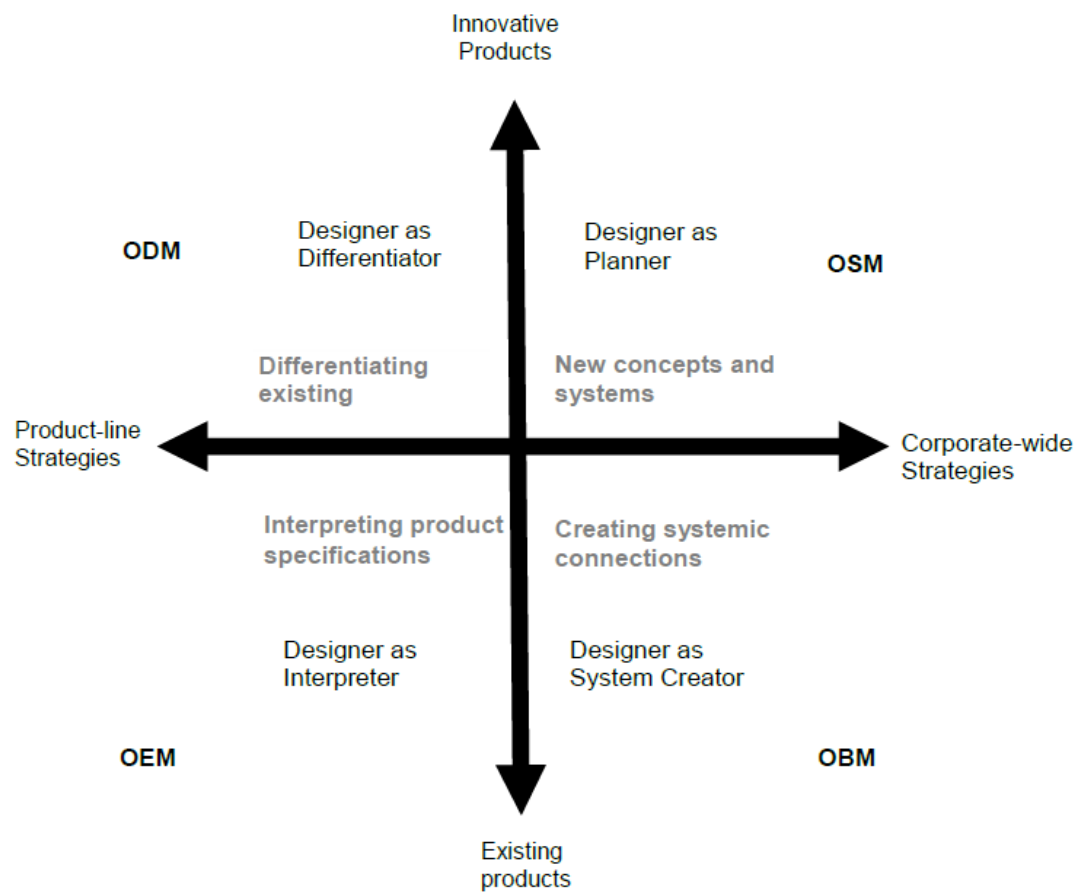 Innovative
Products
ODM
Designer as
Differentiator
Designer as
Planner
OSM
Differentiating
existing
New concepts and
systems
Product-line
Strategies
Corporate-wide
Strategies
Interpreting product
specifications
Creating systemic
connections
Designer as
Interpreter
Designer as
System Creator
OEM
OBM
Existing
products